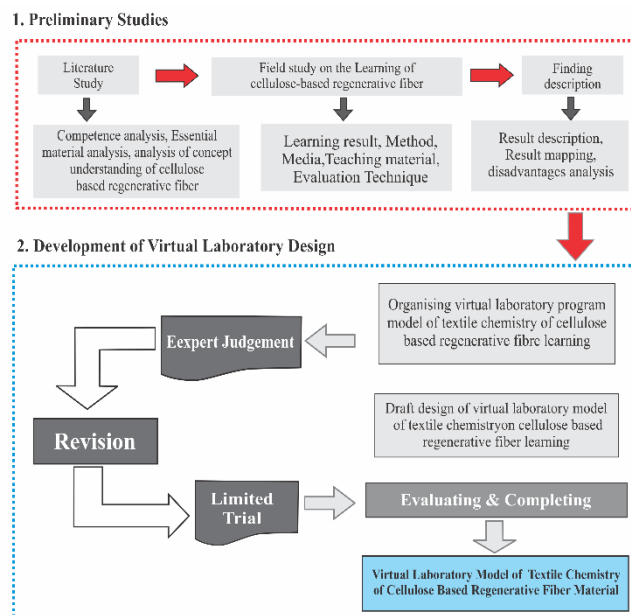 1. Preliminary Studies
Literature
Study
Field study on the Learning of
cellulose-based regenerative fiber
Finding
description
Competence analysis, Essential
material analysis, analysis of concept
understanding of cellulose
based regenerative fiber
Learning result, Method,
Media,Teaching material,
Evaluation Technique
Result description,
Result mapping,
disadvantages analysis
2. Development of Virtual Laboratory Design
Organising virtual laboratory program
model of textile chemistry of cellulose
based regenerative fibre learning
Eexpert Judgement
Draft design of virtual laboratory model
of textile chemistryon cellulose based
regenerative fiber learning
Revision
Limited
Trial
Evaluating & Completing
Virtual Laboratory Model of Textile Chemistry
of Cellulose Based Regenerative Fiber Material